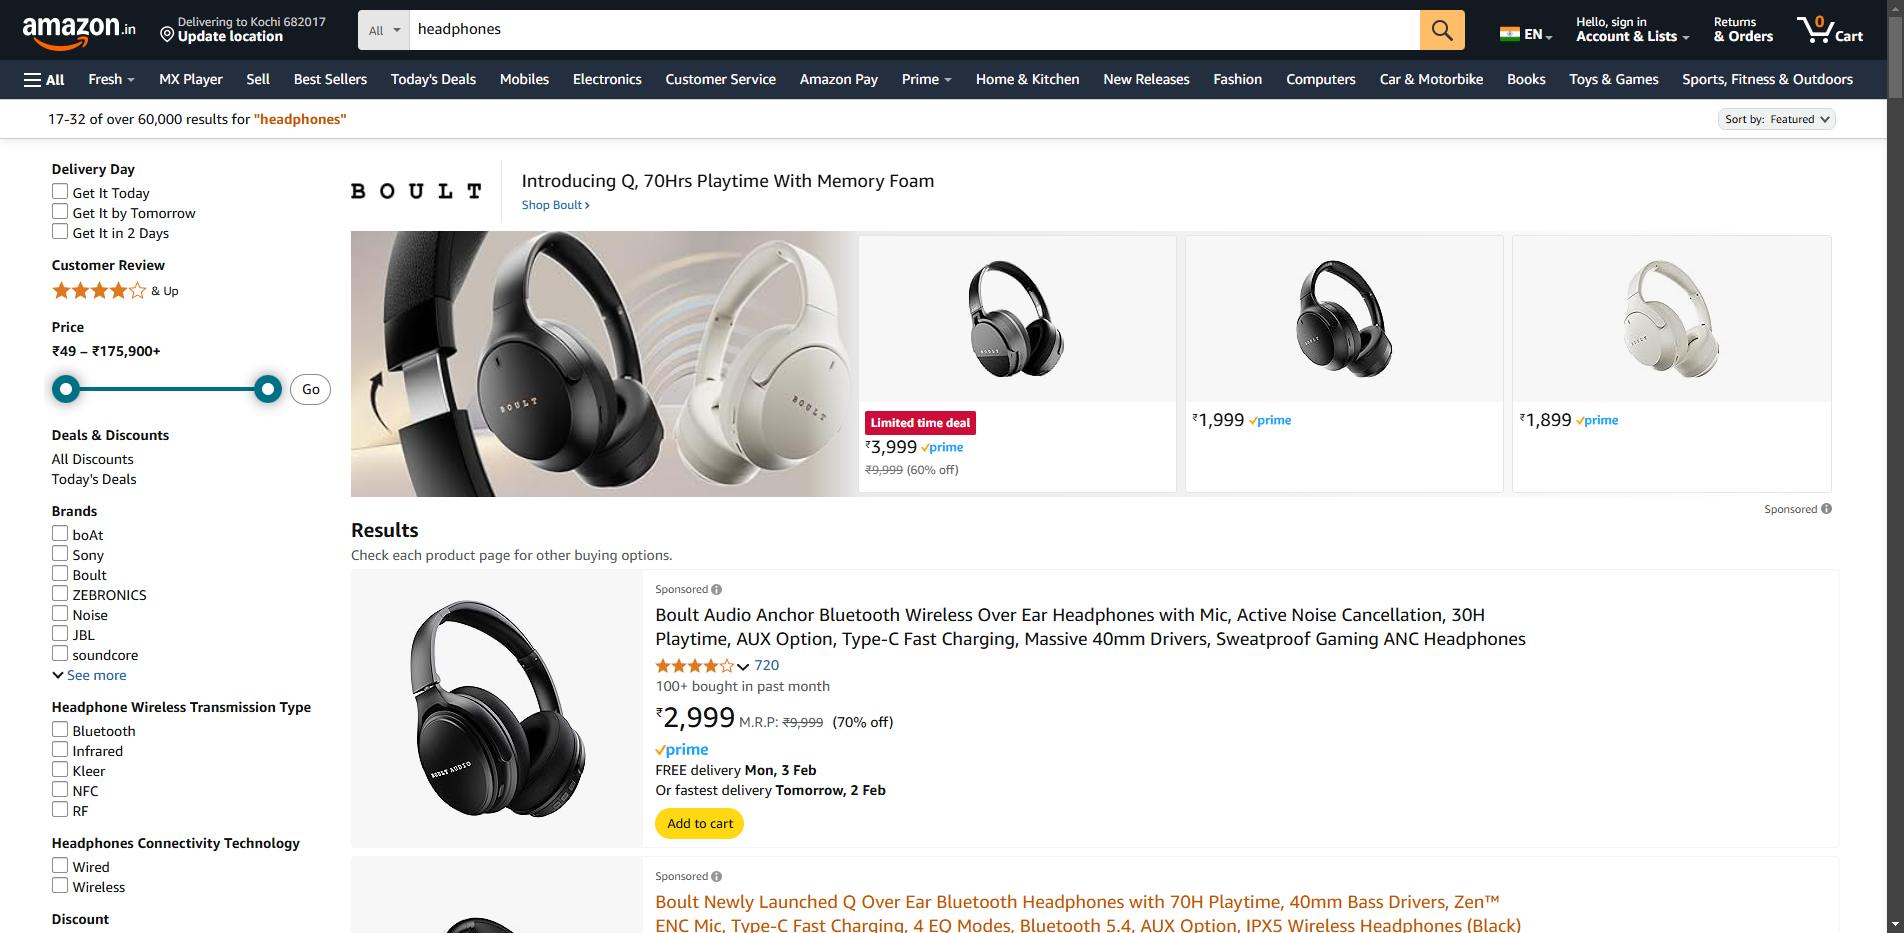 amazon.in
Delivering to Kochi 682017
Update location
All
headphones
EN
Hello, sign in
Account & Lists
Returns
& Orders
0
Cart
All
Fresh
MX Player
Sell
Best Sellers
Today's Deals
Mobiles
Electronics
Customer Service
Amazon Pay
Prime
Home & Kitchen
New Releases
Fashion
Computers
Car & Motorbike
Books
Toys & Games
Sports, Fitness & Outdoors
17-32 of over 60,000 results for "headphones"
Sort by: Featured
Delivery Day
Get It Today
Get It by Tomorrow
Get It in 2 Days
Customer Review
& Up
Price
₹49 – ₹175,900+
Go
Deals & Discounts
All Discounts
Today's Deals
Brands
boAt
Sony
Boult
ZEBRONICS
Noise
JBL
soundcore
See more
Headphone Wireless Transmission Type
Bluetooth
Infrared
Kleer
NFC
RF
Headphones Connectivity Technology
Wired
Wireless
Discount
BOULT
Introducing Q, 70Hrs Playtime With Memory Foam
Shop Boult ›
BOULT
BOULT
BOULT
Limited time deal
₹3,999 prime
₹9,999 (60% off)
BOULT
₹1,999 prime
BOULT
₹1,899 prime
Sponsored
Results
Check each product page for other buying options.
BOULT AUDIO
Sponsored
Boult Audio Anchor Bluetooth Wireless Over Ear Headphones with Mic, Active Noise Cancellation, 30H
Playtime, AUX Option, Type-C Fast Charging, Massive 40mm Drivers, Sweatproof Gaming ANC Headphones
720
100+ bought in past month
₹2,999 M.R.P: ₹9,999 (70% off)
prime
FREE delivery Mon, 3 Feb
Or fastest delivery Tomorrow, 2 Feb
Add to cart
Sponsored
Boult Newly Launched Q Over Ear Bluetooth Headphones with 70H Playtime, 40mm Bass Drivers, Zen™
ENC Mic, Type-C Fast Charging, 4 EQ Modes, Bluetooth 5.4, AUX Option, IPX5 Wireless Headphones (Black)